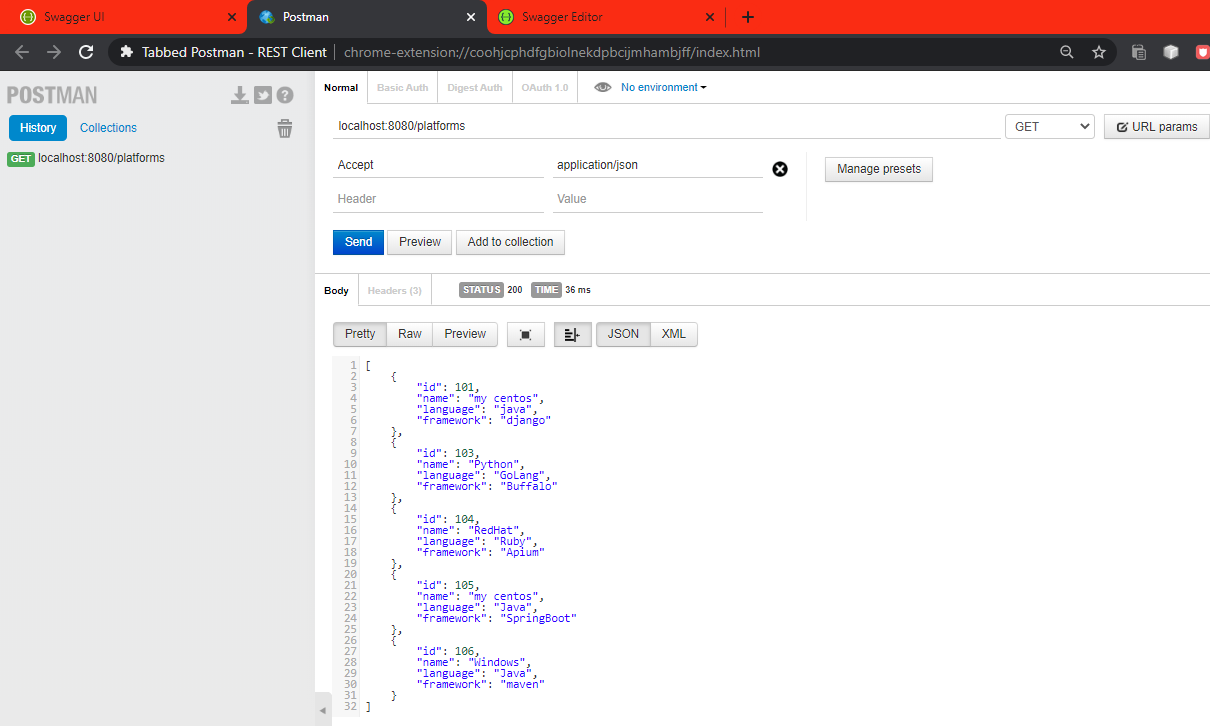 Swagger UI
Postman
Swagger Editor
Tabbed Postman - REST Client
chrome-extension://coohjcphdfgbiolnekdpbcijmhambjff/index.html
POSTMAN
History
Collections
GET localhost:8080/platforms
Normal
Basic Auth
Digest Auth
OAuth 1.0
No environment
localhost:8080/platforms
GET
URL params
Accept
application/json
Manage presets
Header
Value
Send
Preview
Add to collection
Body
Headers (3)
STATUS 200 TIME 36 ms
Pretty
Raw
Preview
JSON
XML
1 [
2 {
3 "id": 101,
4 "name": "my centos",
5 "language": "java",
6 "framework": "django"
7 },
8 {
9 "id": 103,
10 "name": "Python",
11 "language": "GoLang",
12 "framework": "Buffalo"
13 },
14 {
15 "id": 104,
16 "name": "RedHat",
17 "language": "Ruby",
18 "framework": "Apium"
19 },
20 {
21 "id": 105,
22 "name": "my centos",
23 "language": "Java",
24 "framework": "SpringBoot"
25 },
26 {
27 "id": 106,
28 "name": "Windows",
29 "language": "Java",
30 "framework": "maven"
31 }
32 ]